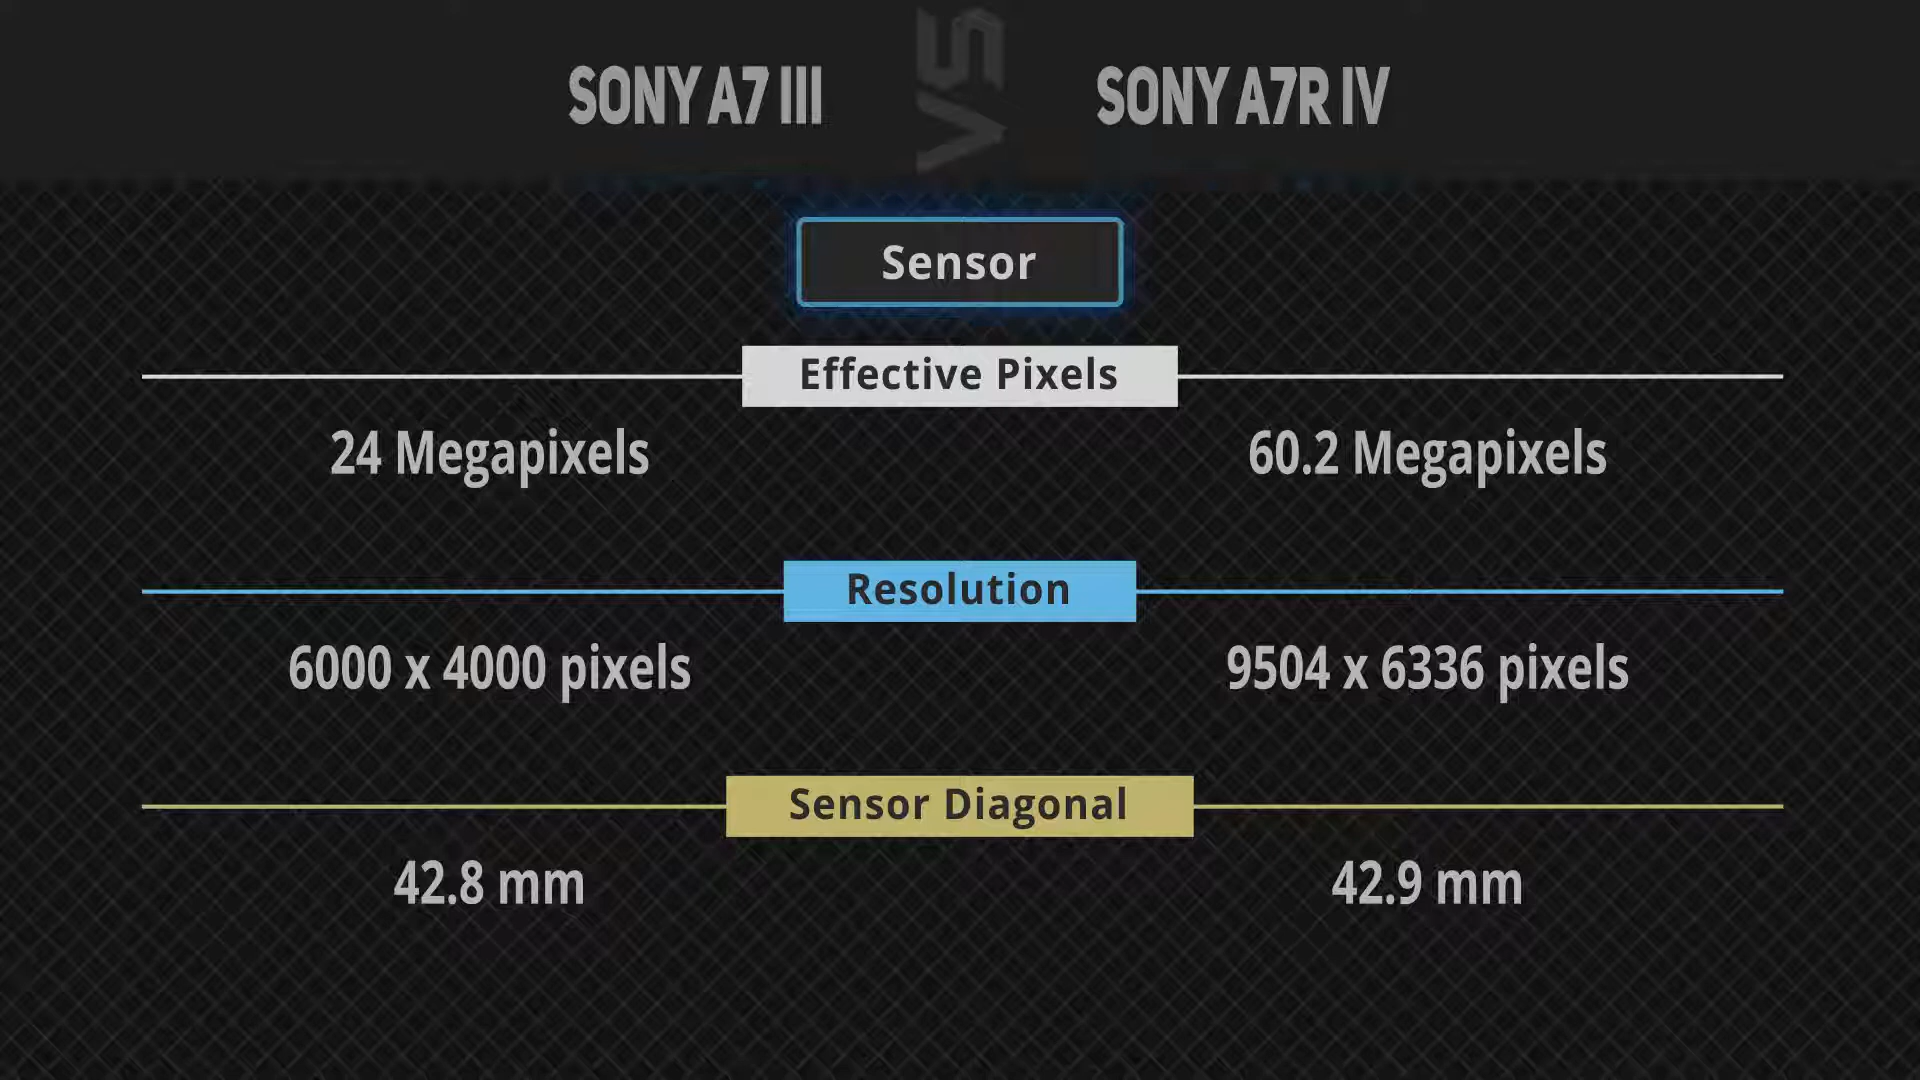 SONY A7 III VS SONY A7R IV
Sensor
Effective Pixels
24 Megapixels 60.2 Megapixels
Resolution
6000 x 4000 pixels 9504 x 6336 pixels
Sensor Diagonal
42.8 mm 42.9 mm